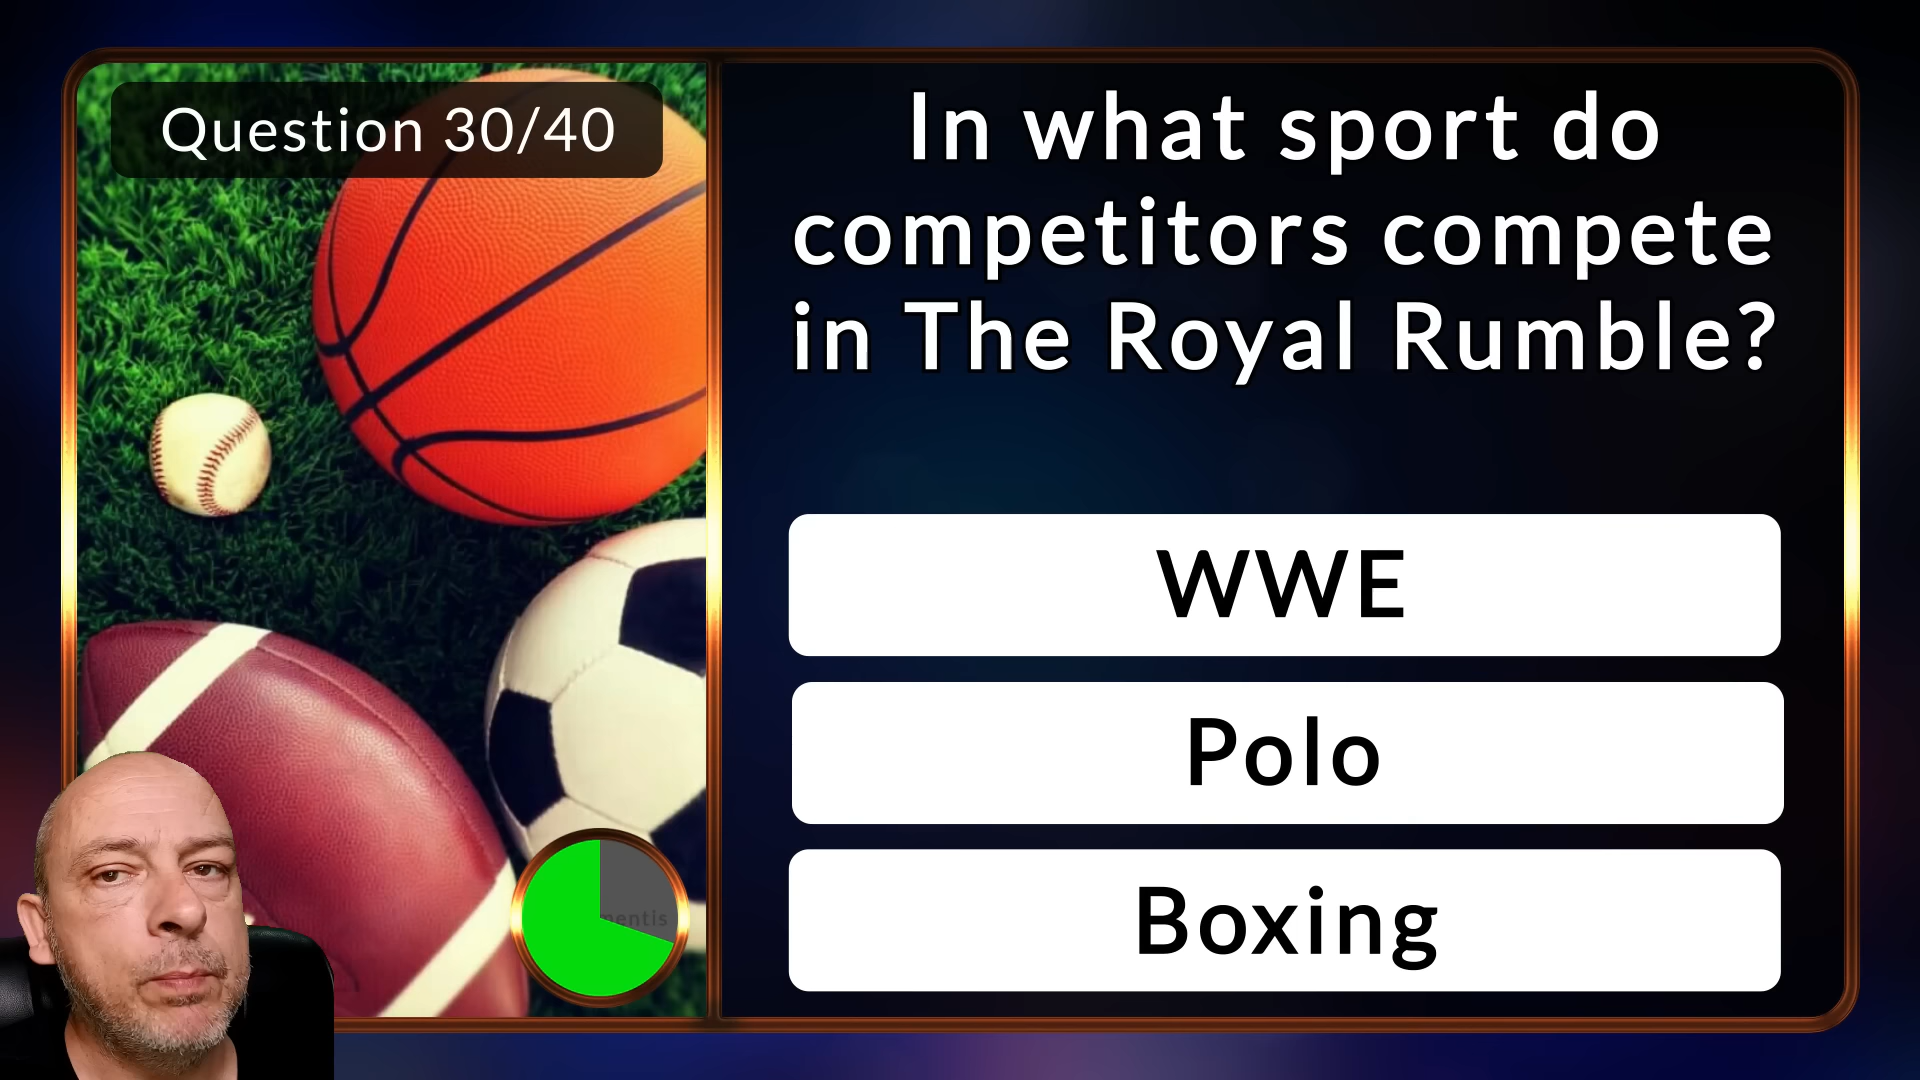 Question 30/40
In what sport do
competitors compete
in The Royal Rumble?
WWE
Polo
Boxing